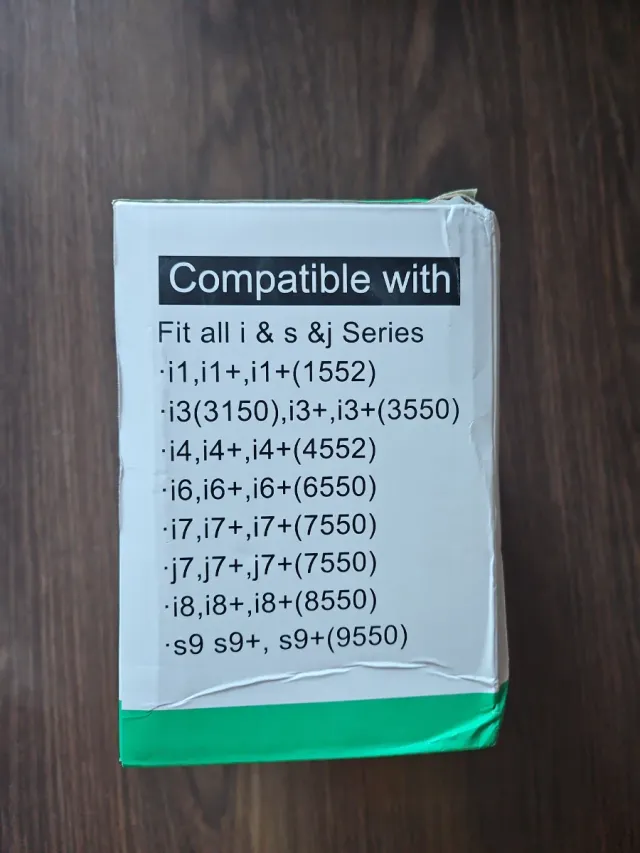 Compatible with
Fit all i & s &j Series
·i1,i1+,i1+(1552)
·i3(3150),i3+,i3+(3550)
·i4,i4+,i4+(4552)
·i6,i6+,i6+(6550)
·i7,i7+,i7+(7550)
·j7,j7+,j7+(7550)
·i8,i8+,i8+(8550)
·s9 s9+, s9+(9550)